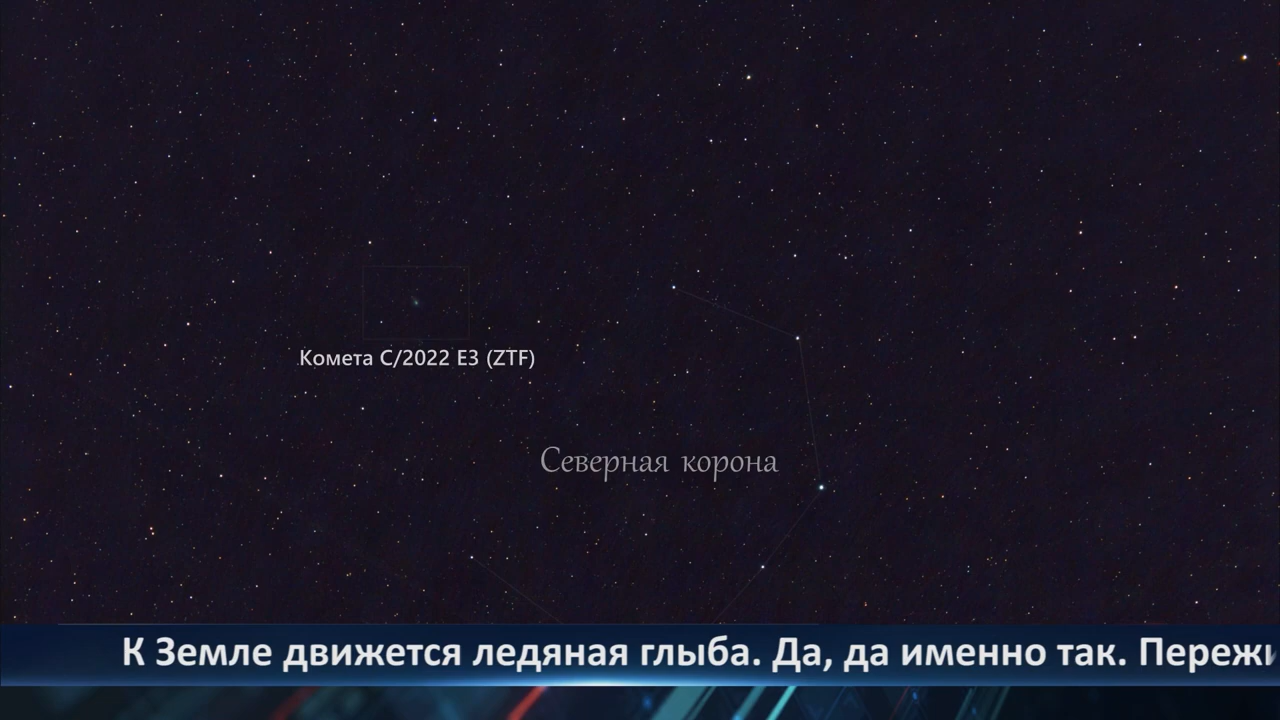 Комета C/2022 E3 (ZTF)
Северная корона
К Земле движется ледяная глыба. Да, да именно так.